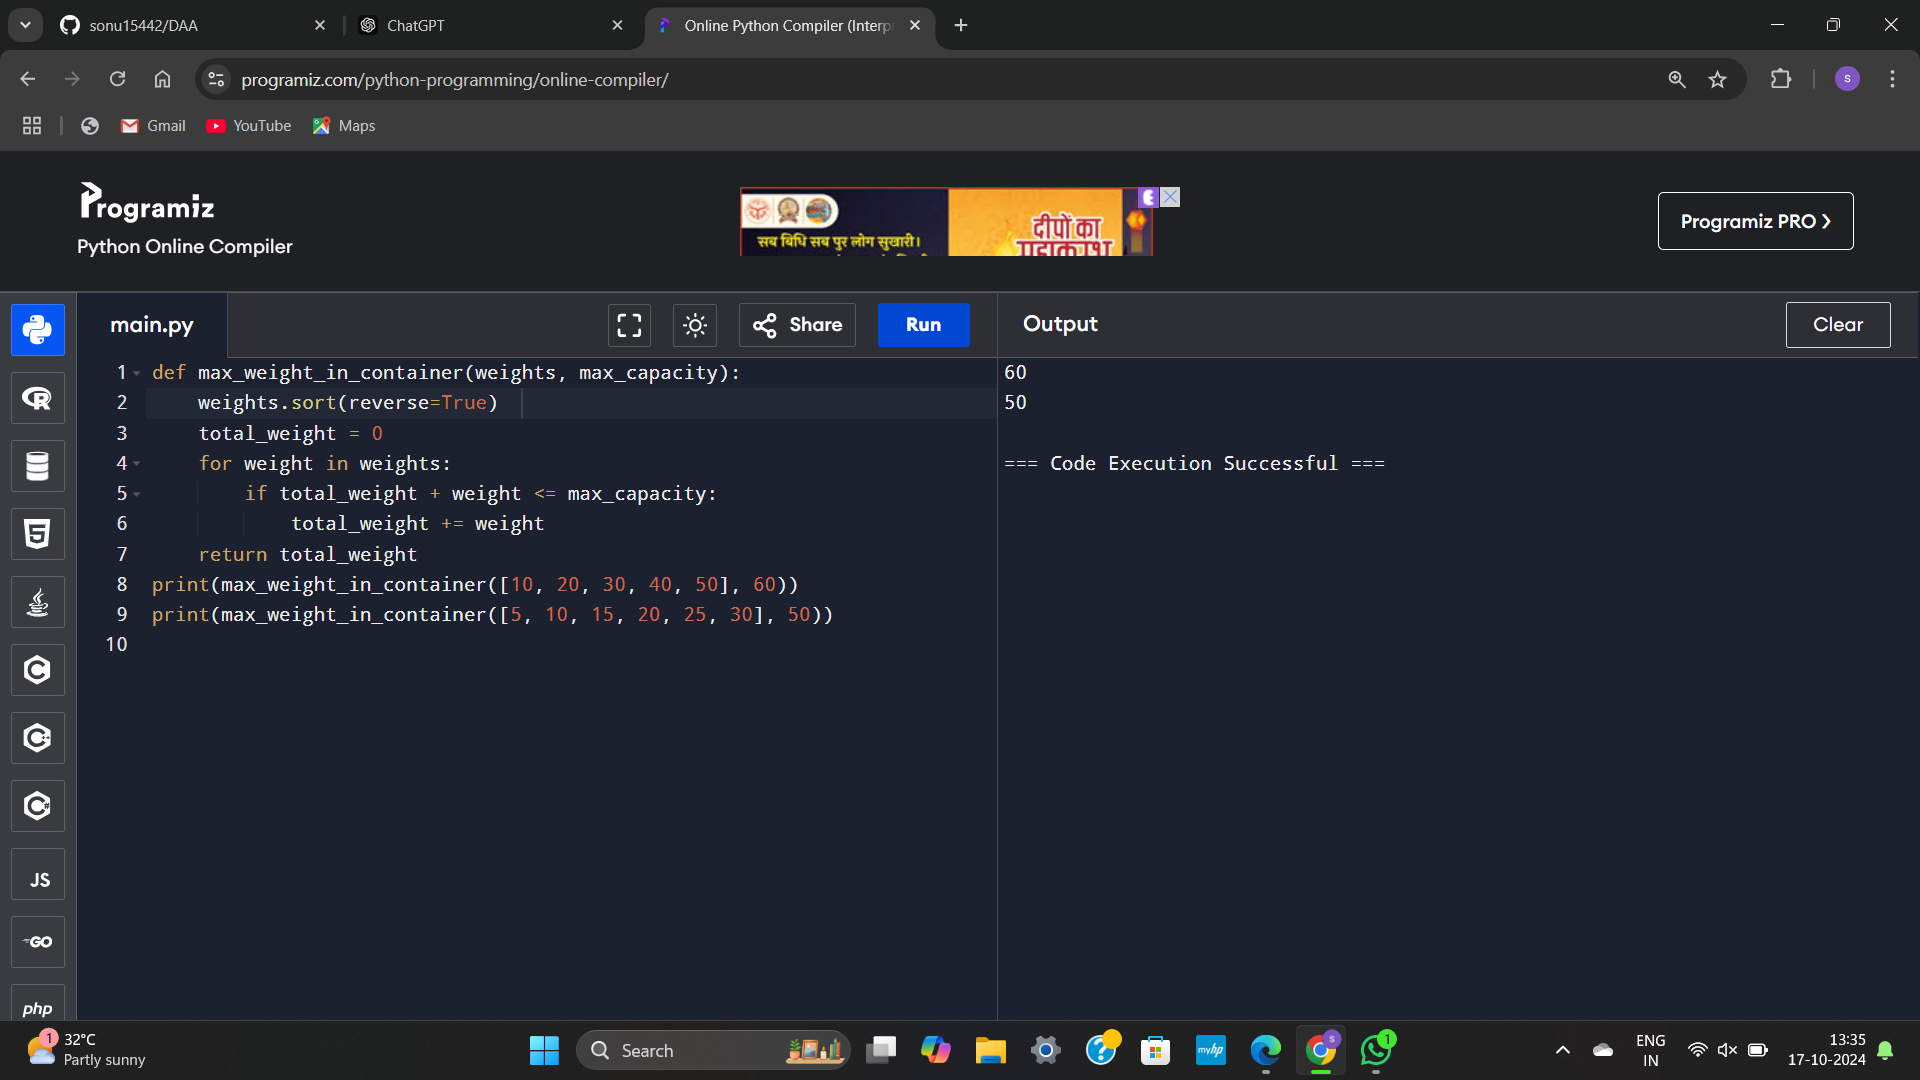 sonu15442/DAA
ChatGPT
Online Python Compiler (Interp
programiz.com/python-programming/online-compiler/
S
Gmail
YouTube
Maps
Programiz
Python Online Compiler
सब बिधि सब पुर लोग सुखारी।
दीपों का
Programiz PRO ❯
main.py
Share
Run
Output
Clear
1 def max_weight_in_container(weights, max_capacity):
2     weights.sort(reverse=True)
3     total_weight = 0
4     for weight in weights:
5         if total_weight + weight <= max_capacity:
6             total_weight += weight
7     return total_weight
8 print(max_weight_in_container([10, 20, 30, 40, 50], 60))
9 print(max_weight_in_container([5, 10, 15, 20, 25, 30], 50))
10
60
50
=== Code Execution Successful ===
R
5
C
C++
C#
JS
GO
php
1
32°C
Partly sunny
Search
myhp
S
1
ENG
IN
13:35
17-10-2024